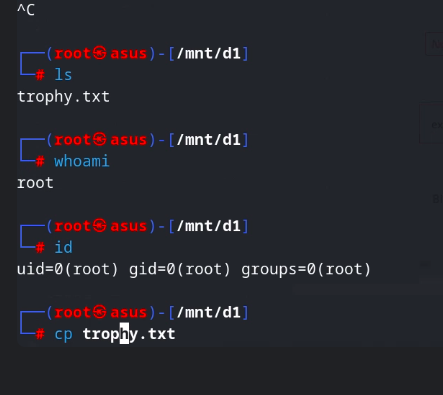 ^C
┌──(root㉿asus)-[/mnt/d1]
└─# ls
trophy.txt
┌──(root㉿asus)-[/mnt/d1]
└─# whoami
root
┌──(root㉿asus)-[/mnt/d1]
└─# id
uid=0(root) gid=0(root) groups=0(root)
┌──(root㉿asus)-[/mnt/d1]
└─# cp trophy.txt